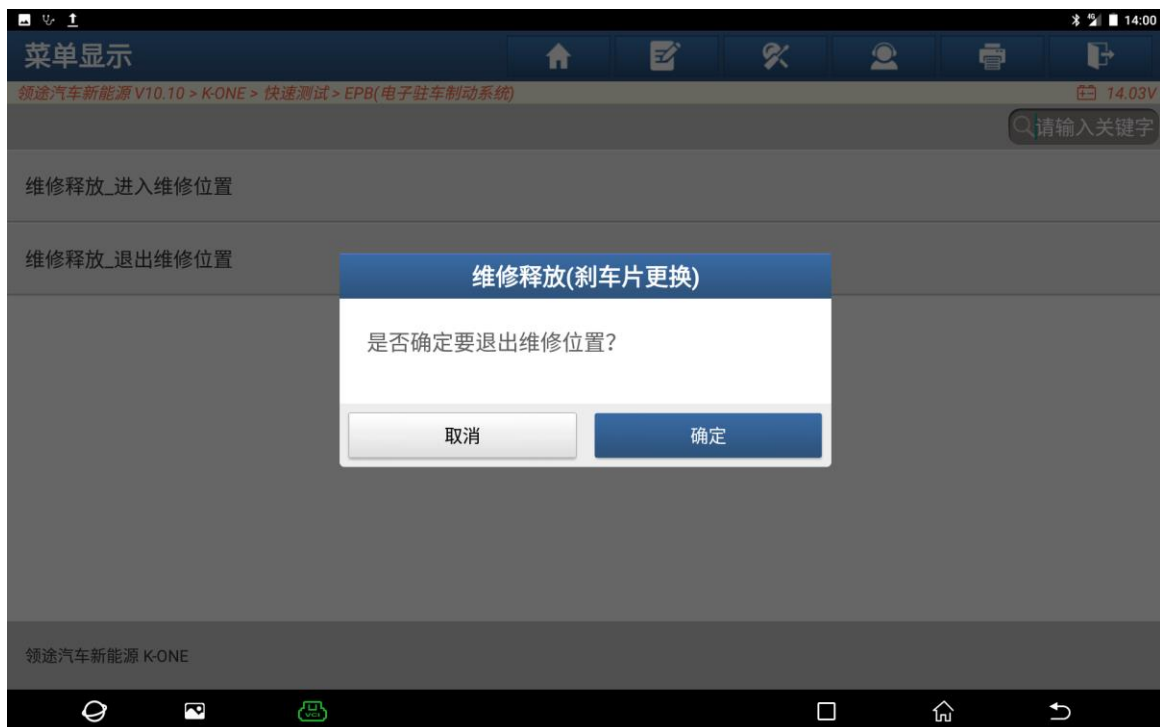 14:00
菜单显示
领途汽车新能源 V10.10 > K-ONE > 快速测试 > EPB(电子驻车制动系统)
14.03V
请输入关键字
维修释放_进入维修位置
维修释放_退出维修位置
维修释放(刹车片更换)
是否确定要退出维修位置?
取消
确定
领途汽车新能源 K-ONE
VCI